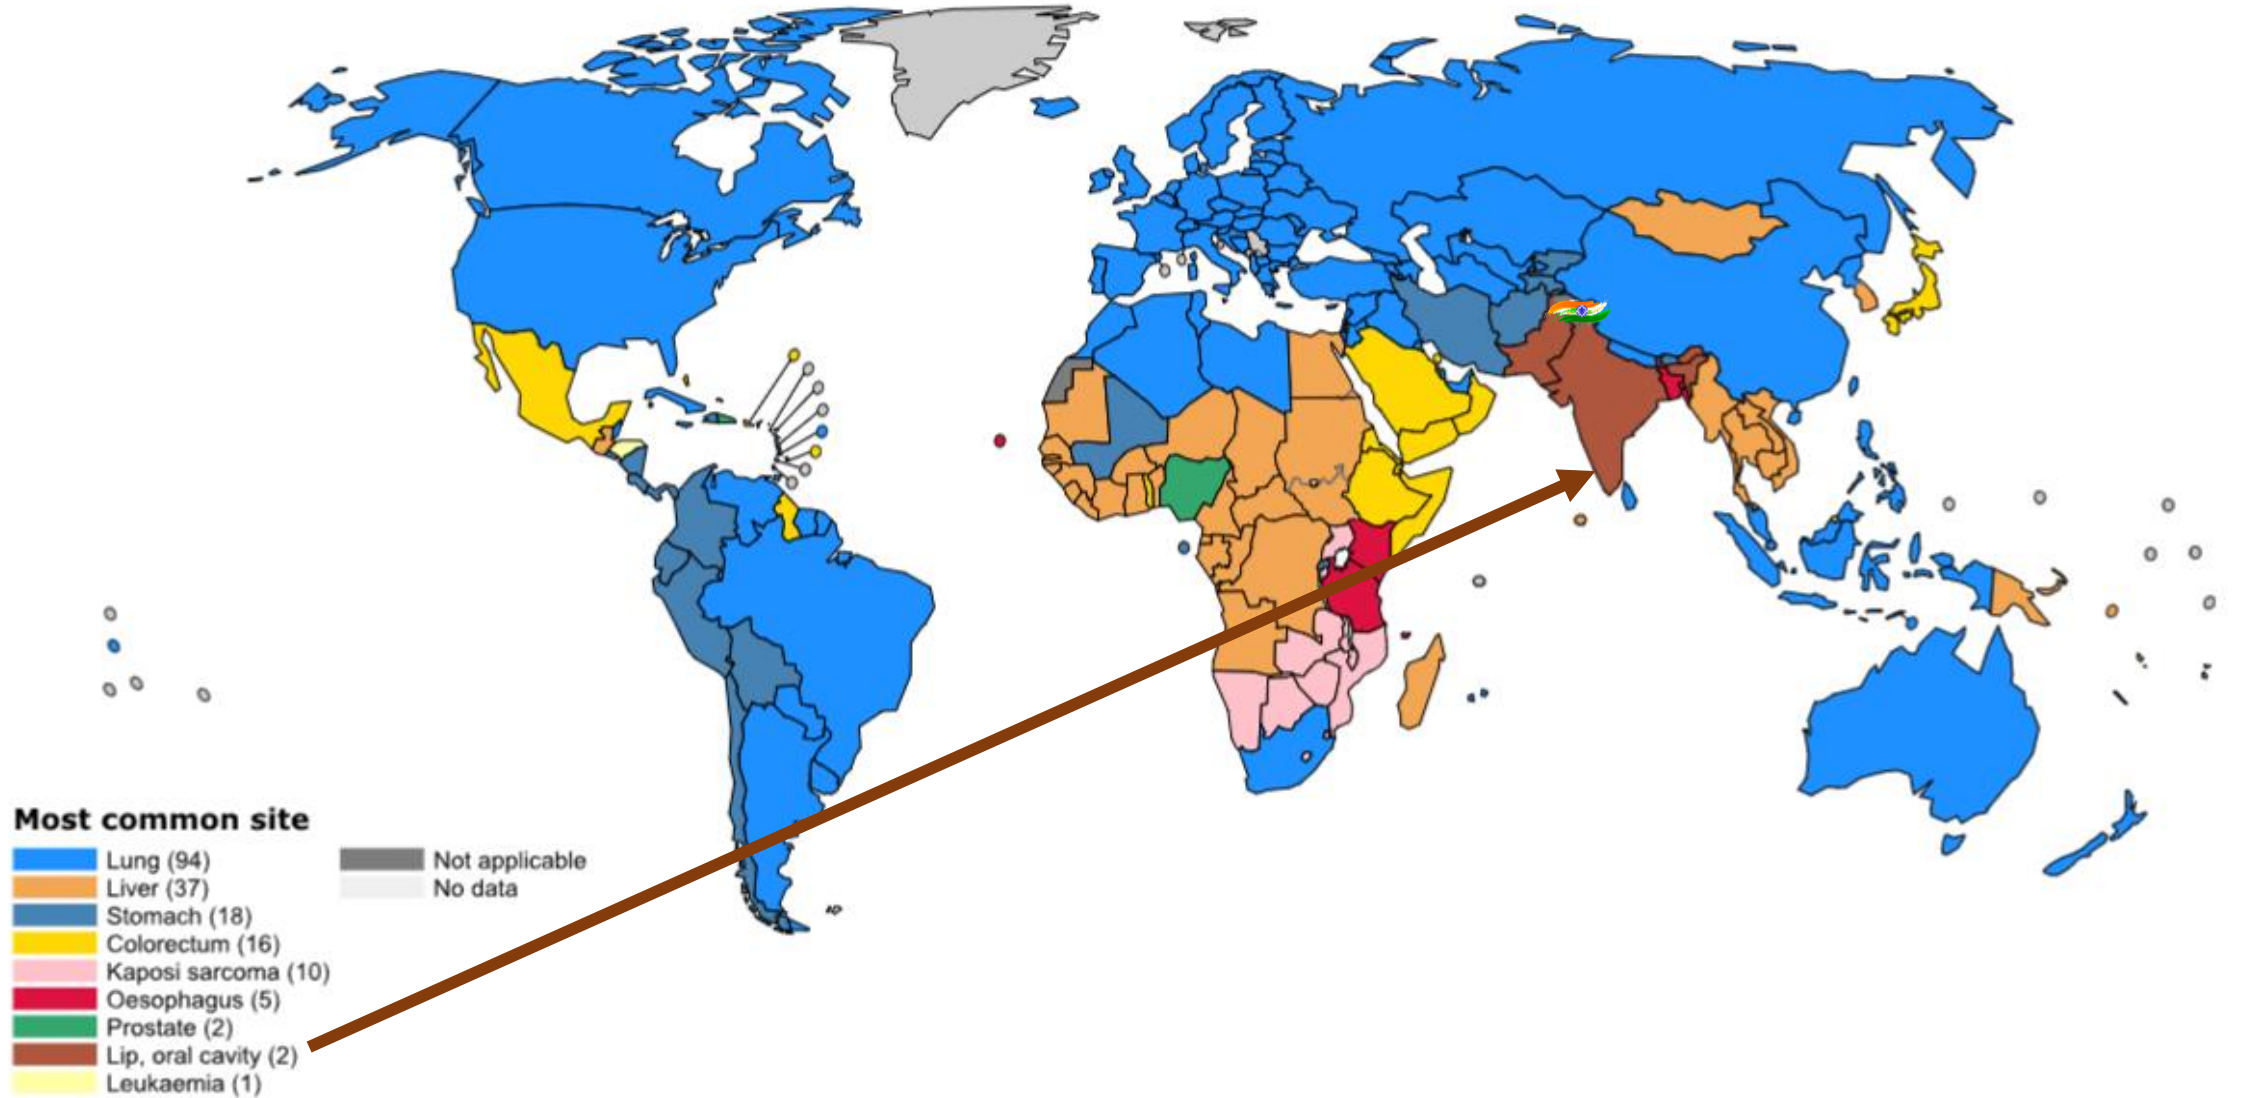 Most common site
Lung (94)
Liver (37)
Stomach (18)
Colorectum (16)
Kaposi sarcoma (10)
Oesophagus (5)
Prostate (2)
Lip, oral cavity (2)
Leukaemia (1)
Not applicable
No data